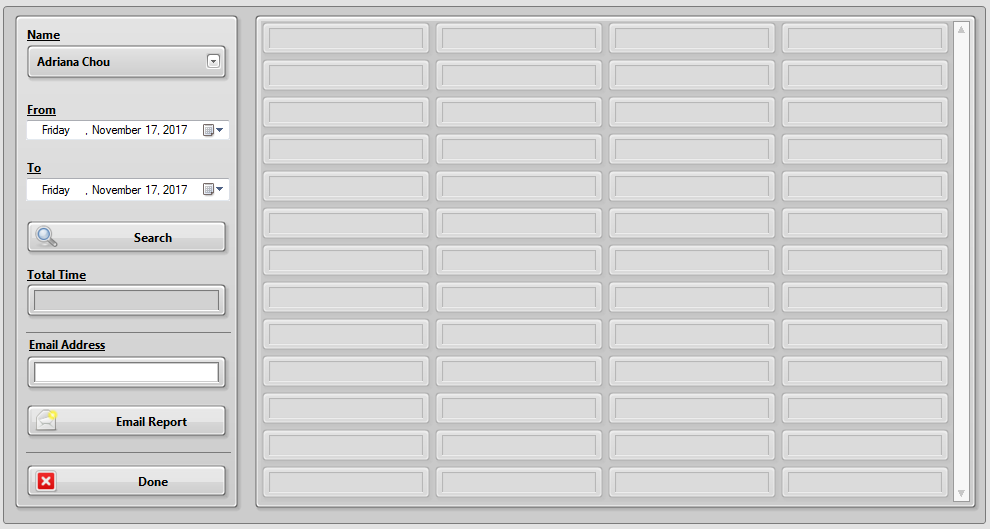 Name
Adriana Chou
From
Friday , November 17, 2017
To
Friday , November 17, 2017
Search
Total Time
Email Address
Email Report
Done